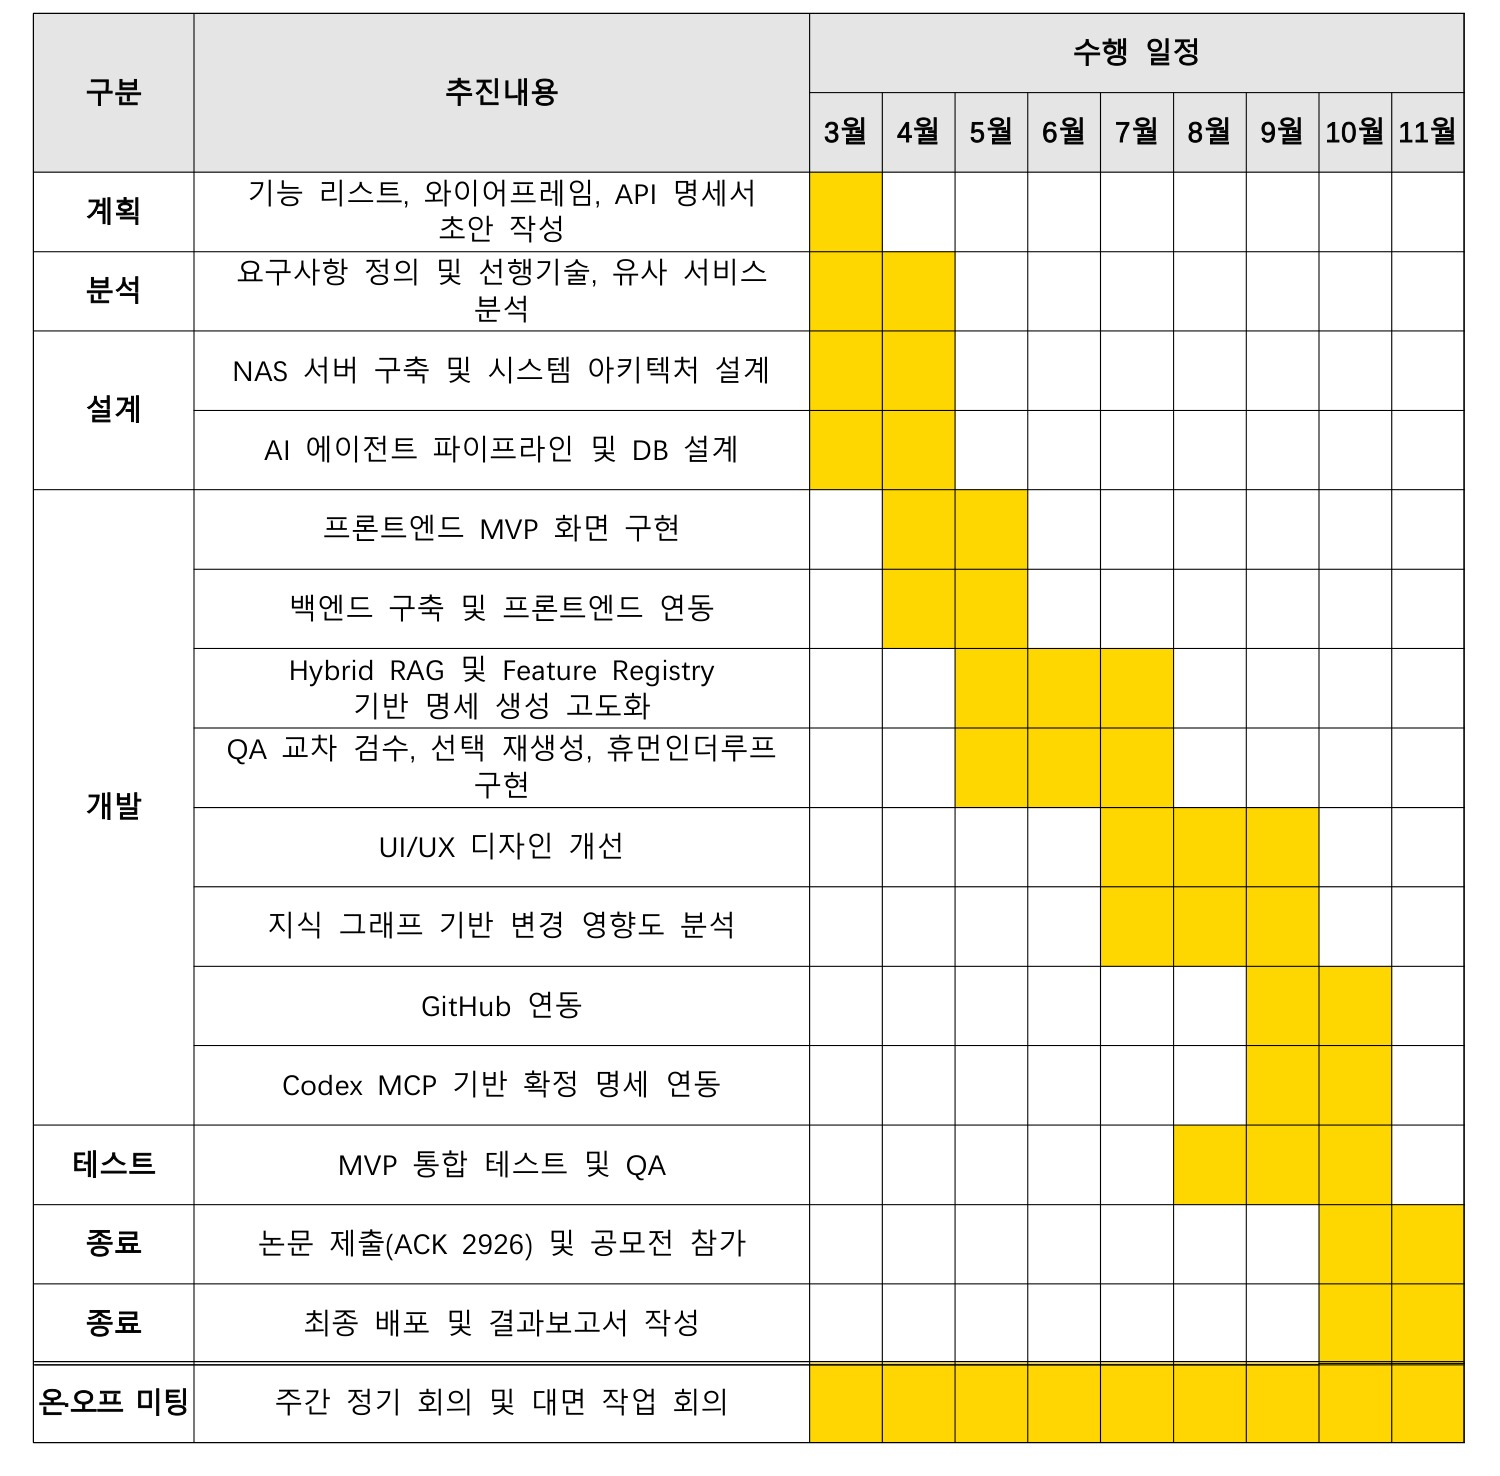 구분
추진내용
수행 일정
3월 4월 5월 6월 7월 8월 9월 10월 11월
계획
기능 리스트, 와이어프레임, API 명세서
초안 작성
분석
요구사항 정의 및 선행기술, 유사 서비스
분석
설계
NAS 서버 구축 및 시스템 아키텍처 설계
AI 에이전트 파이프라인 및 DB 설계
개발
프론트엔드 MVP 화면 구현
백엔드 구축 및 프론트엔드 연동
Hybrid RAG 및 Feature Registry
기반 명세 생성 고도화
QA 교차 검수, 선택 재생성, 휴먼인더루프
구현
UI/UX 디자인 개선
지식 그래프 기반 변경 영향도 분석
GitHub 연동
Codex MCP 기반 확정 명세 연동
테스트
MVP 통합 테스트 및 QA
종료
논문 제출(ACK 2926) 및 공모전 참가
종료
최종 배포 및 결과보고서 작성
온·오프 미팅
주간 정기 회의 및 대면 작업 회의